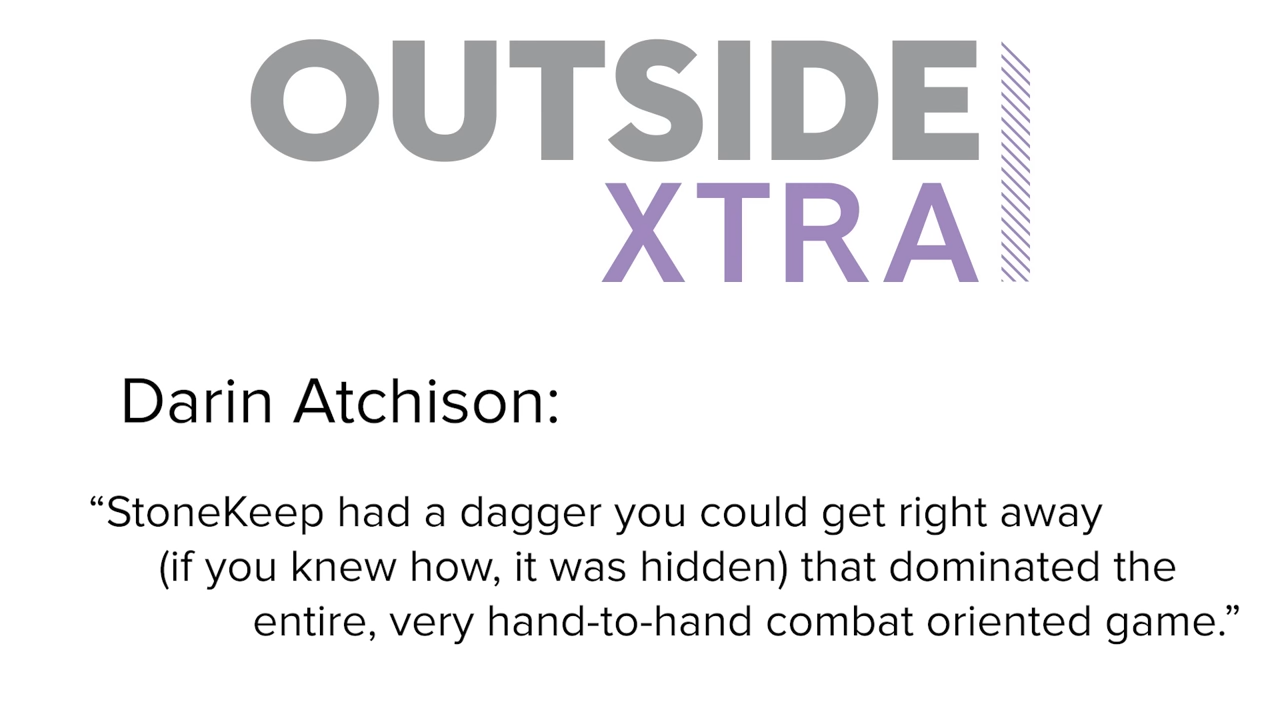 OUTSIDE
XTRA
Darin Atchison:
“StoneKeep had a dagger you could get right away
(if you knew how, it was hidden) that dominated the
entire, very hand-to-hand combat oriented game.”